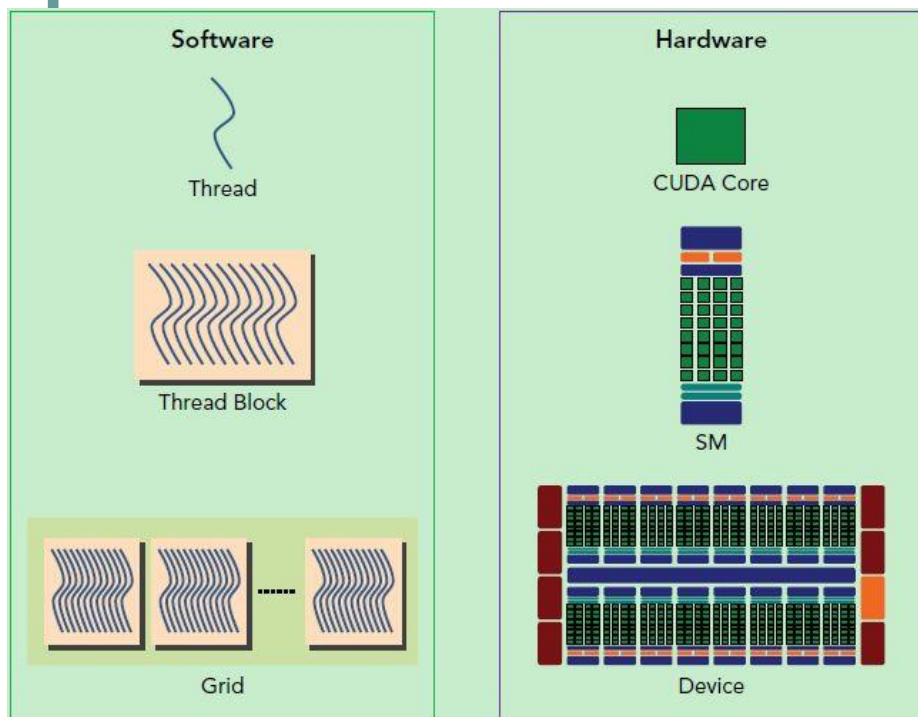 Software
Thread
Thread Block
Grid
Hardware
CUDA Core
SM
Device